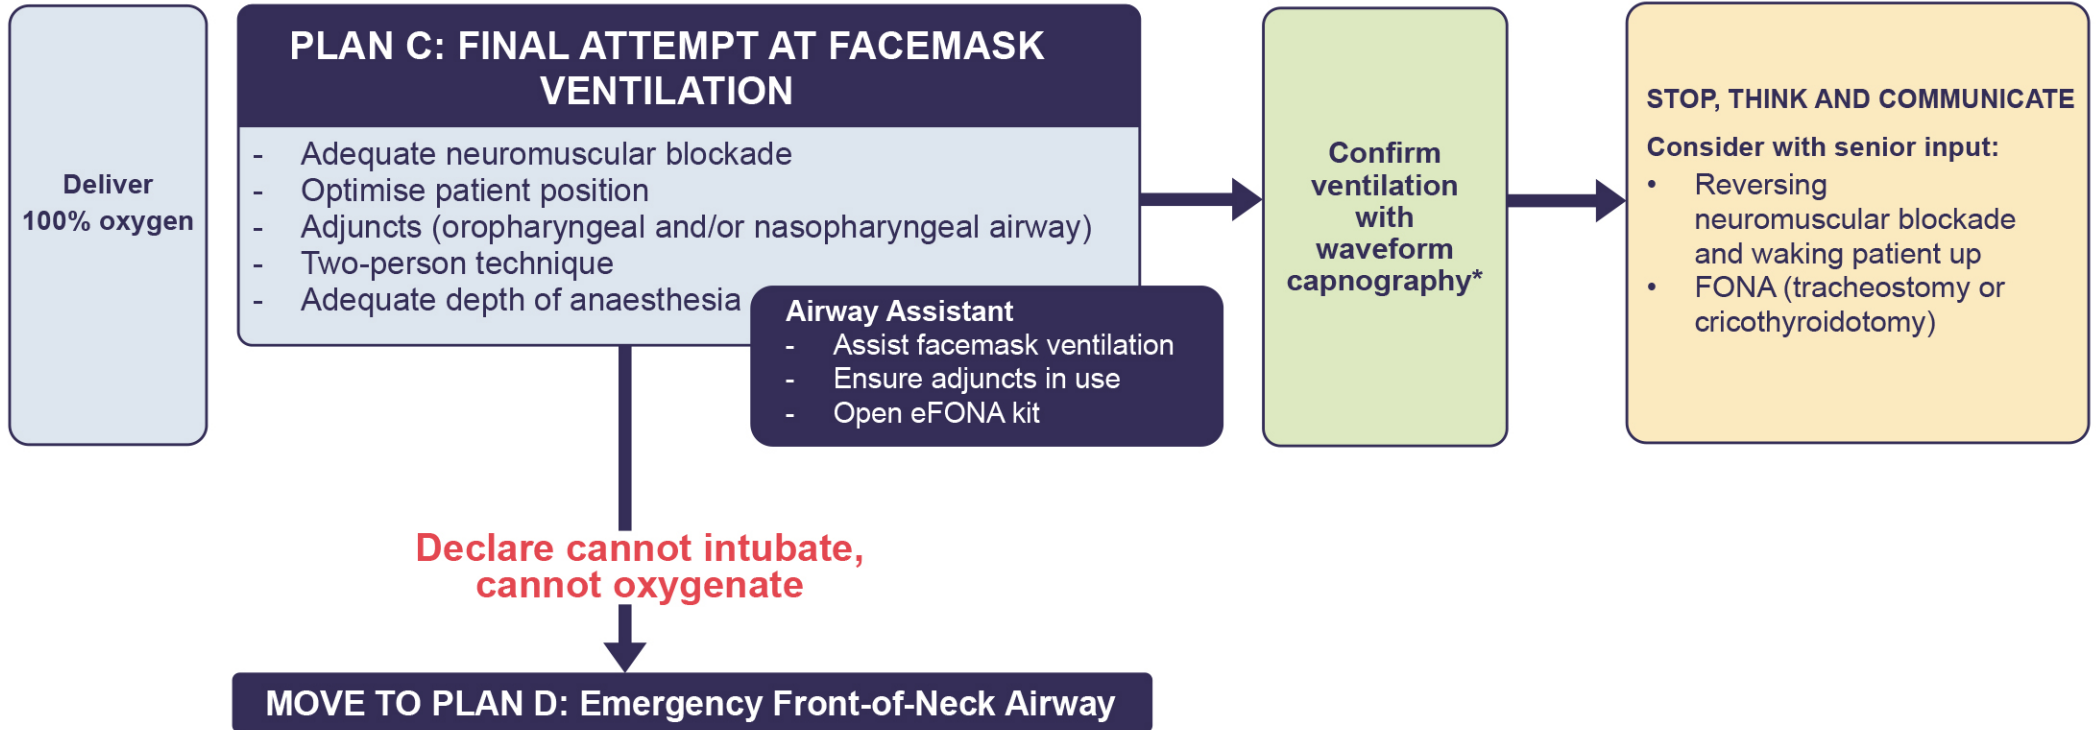 Deliver
100% oxygen
PLAN C: FINAL ATTEMPT AT FACEMASK
VENTILATION
- Adequate neuromuscular blockade
- Optimise patient position
- Adjuncts (oropharyngeal and/or nasopharyngeal airway)
- Two-person technique
- Adequate depth of anaesthesia
Airway Assistant
- Assist facemask ventilation
- Ensure adjuncts in use
- Open eFONA kit
Confirm
ventilation
with
waveform
capnography*
STOP, THINK AND COMMUNICATE
Consider with senior input:
• Reversing
neuromuscular blockade
and waking patient up
• FONA (tracheostomy or
cricothyroidotomy)
Declare cannot intubate,
cannot oxygenate
MOVE TO PLAN D: Emergency Front-of-Neck Airway